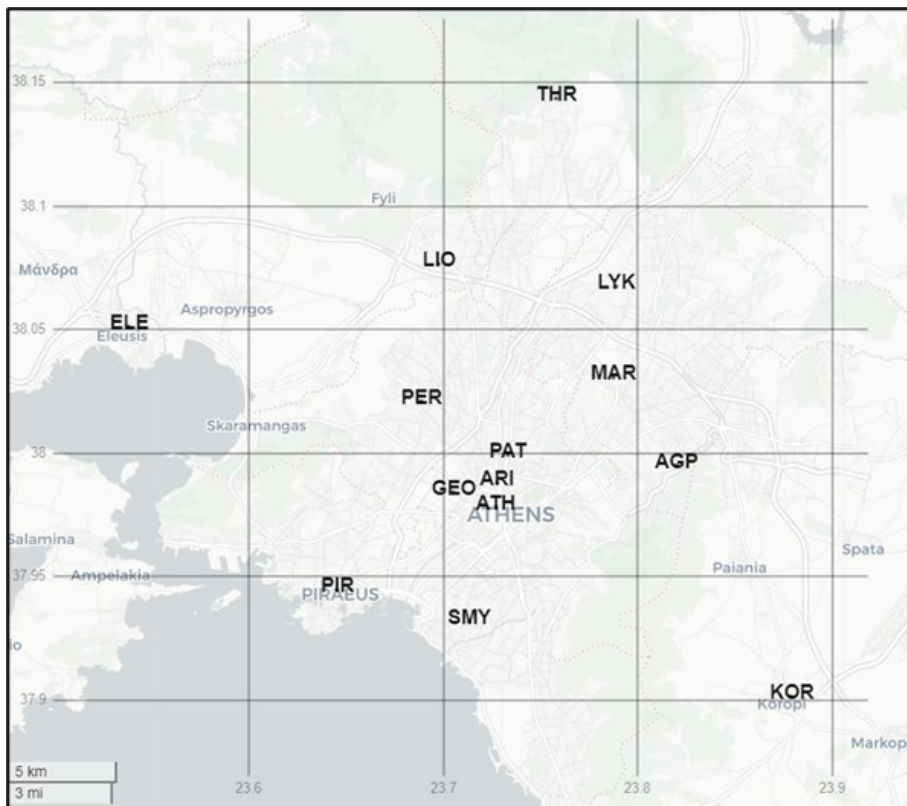 38.15
THR
38.1
Fyli
LIO
Μάνδρα
LYK
Aspropyrgos
ELE
38.05
Eleusis
MAR
PER
Skaramangas
38
PAT
AGP
ARI
GEO
ATH
ATHENS
Salamina
Spata
37.95
Ampelakia
PIR
Paiania
PIRAEUS
SMY
io
KOR
37.9
Koropi
Markop
5 km
3 mi
23.6
23.7
23.8
23.9